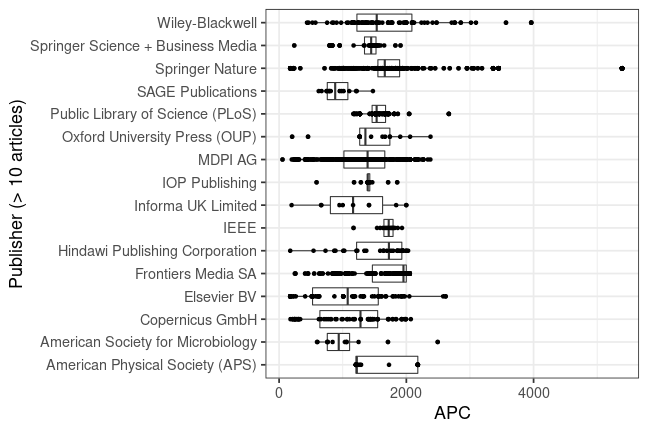 Publisher (> 10 articles)
Wiley-Blackwell
Springer Science + Business Media
Springer Nature
SAGE Publications
Public Library of Science (PLoS)
Oxford University Press (OUP)
MDPI AG
IOP Publishing
Informa UK Limited
IEEE
Hindawi Publishing Corporation
Frontiers Media SA
Elsevier BV
Copernicus GmbH
American Society for Microbiology
American Physical Society (APS)
0 2000 4000
APC